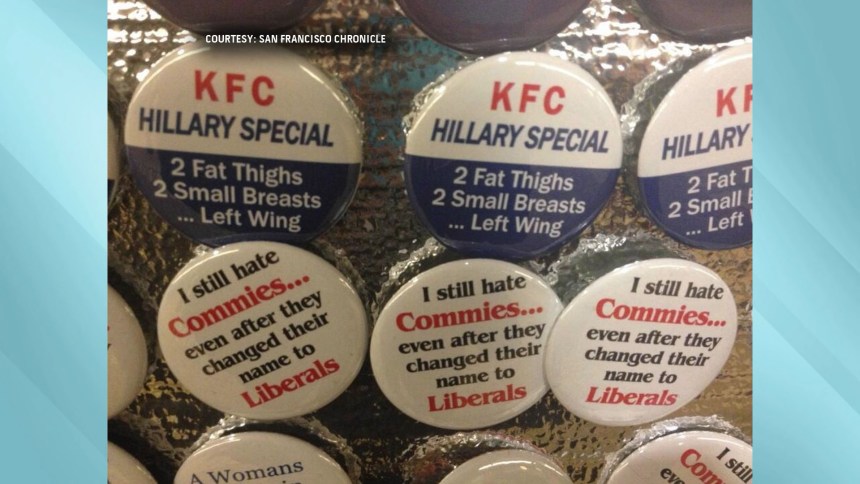 COURTESY: SAN FRANCISCO CHRONICLE
KFC
HILLARY SPECIAL
2 Fat Thighs
2 Small Breasts
... Left Wing
KFC
HILLARY SPECIAL
2 Fat Thighs
2 Small Breasts
... Left Wing
HILLARY
2 Fat
2 Small
... Left
I still hate
Commies...
even after they
changed their
name to
Liberals
I still hate
Commies...
even after they
changed their
name to
Liberals
I still hate
Commies...
even after they
changed their
name to
Liberals
A Womans
I still